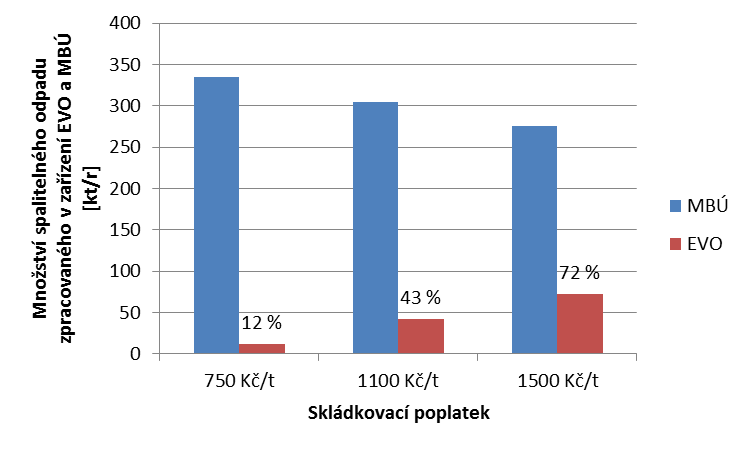 Množství spalitelného odpadu
zpracovaného v zařízení EVO a MBÚ
[kt/r]
400
350
300
250
200
150
100
50
0
12 %
43 %
72 %
750 Kč/t
1100 Kč/t
1500 Kč/t
Skládkovací poplatek
MBÚ
EVO